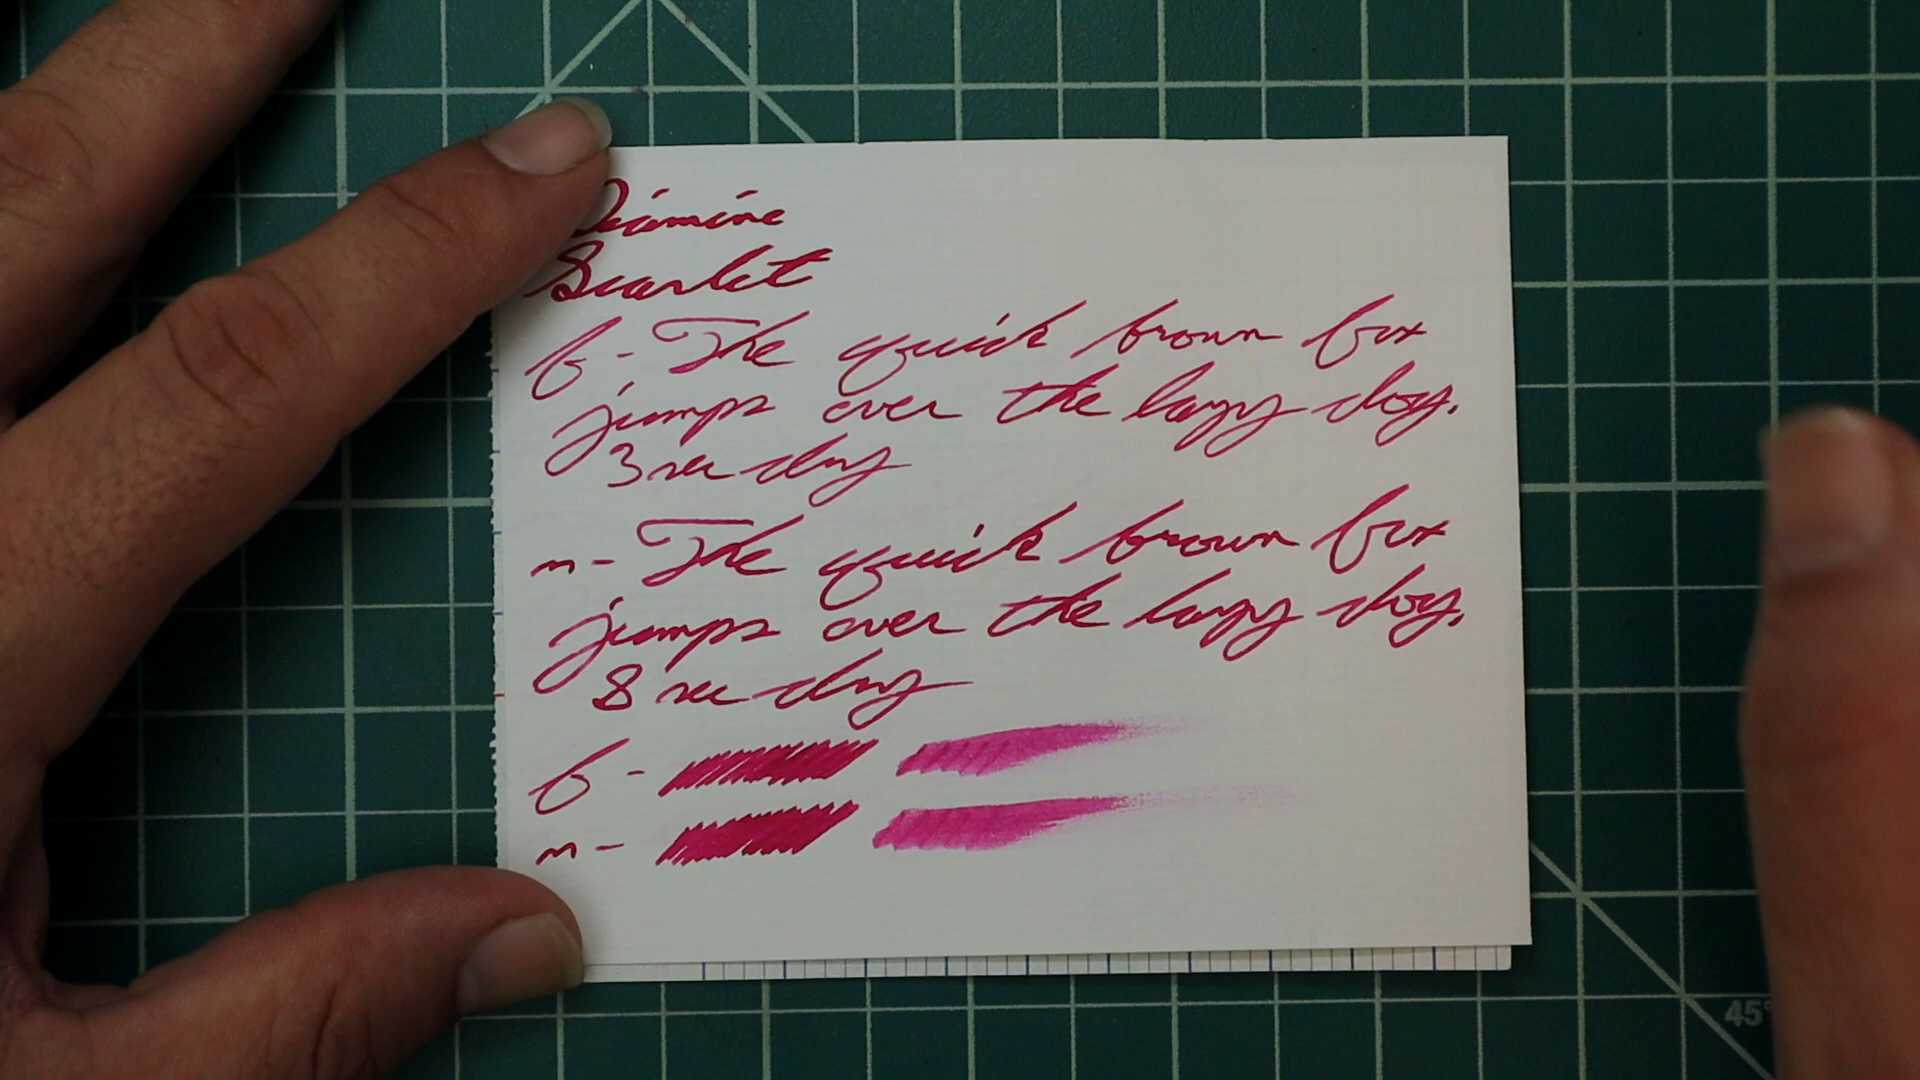 Diamine
Scarlet
f - The quick brown fox
jumps over the lazy dog.
3 sec dry
m - The quick brown fox
jumps over the lazy dog.
8 sec dry
f -
m -
45°